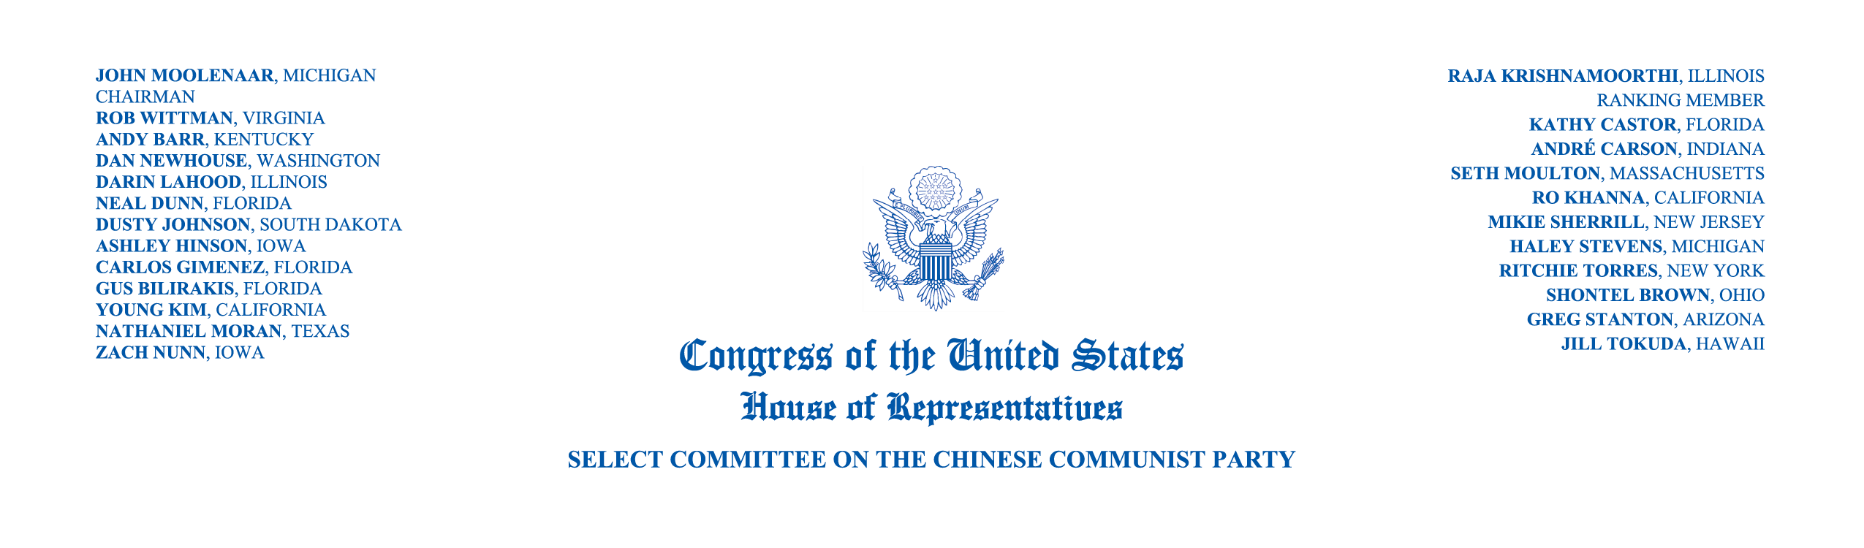 JOHN MOOLENAAR, MICHIGAN
CHAIRMAN
ROB WITTMAN, VIRGINIA
ANDY BARR, KENTUCKY
DAN NEWHOUSE, WASHINGTON
DARIN LAHOOD, ILLINOIS
NEAL DUNN, FLORIDA
DUSTY JOHNSON, SOUTH DAKOTA
ASHLEY HINSON, IOWA
CARLOS GIMENEZ, FLORIDA
GUS BILIRAKIS, FLORIDA
YOUNG KIM, CALIFORNIA
NATHANIEL MORAN, TEXAS
ZACH NUNN, IOWA
RAJA KRISHNAMOORTHI, ILLINOIS
RANKING MEMBER
KATHY CASTOR, FLORIDA
ANDRÉ CARSON, INDIANA
SETH MOULTON, MASSACHUSETTS
RO KHANNA, CALIFORNIA
MIKIE SHERRILL, NEW JERSEY
HALEY STEVENS, MICHIGAN
RITCHIE TORRES, NEW YORK
SHONTEL BROWN, OHIO
GREG STANTON, ARIZONA
JILL TOKUDA, HAWAII
Congress of the United States
House of Representatives
SELECT COMMITTEE ON THE CHINESE COMMUNIST PARTY